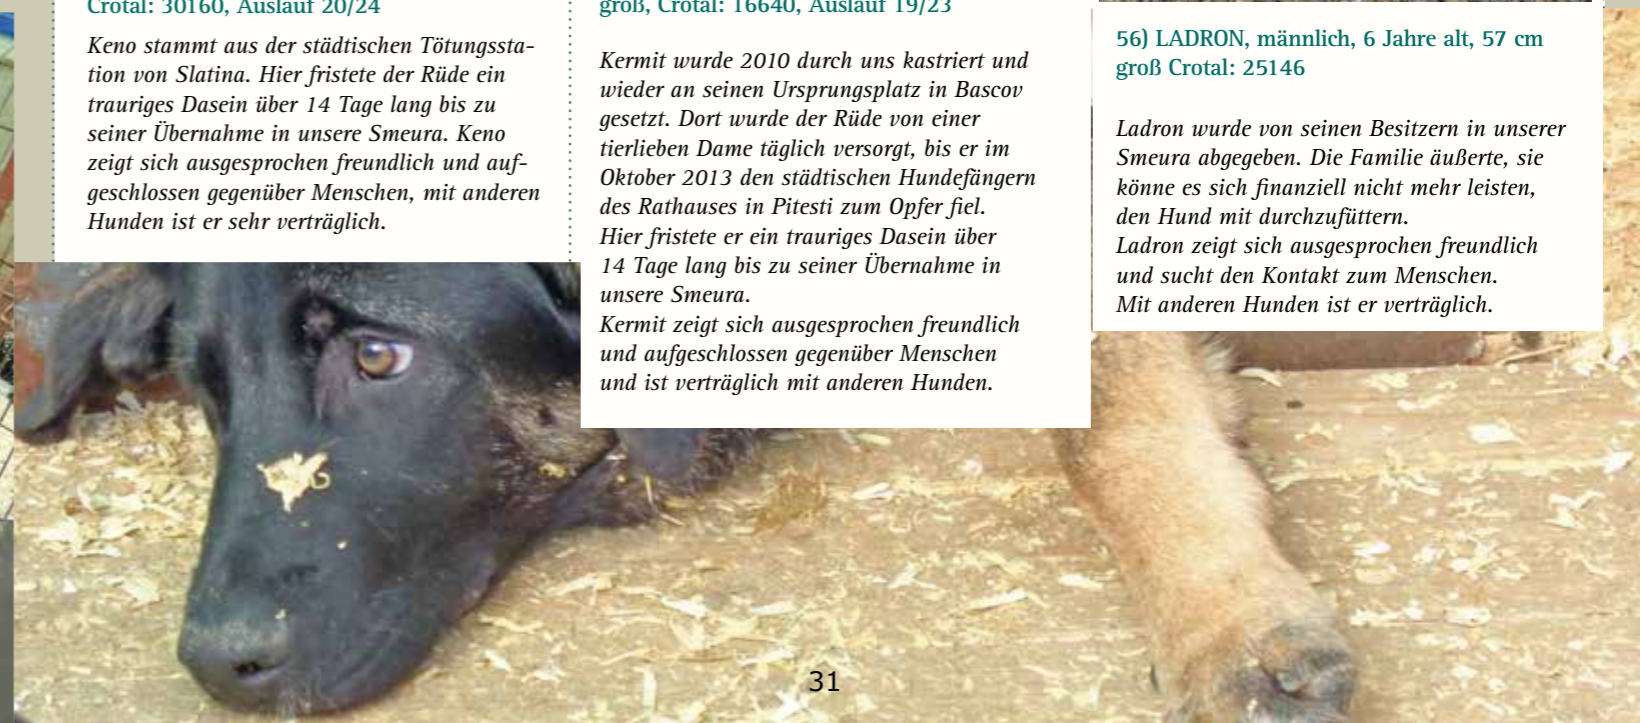 Crotal: 30160, Auslauf 20/24
Keno stammt aus der städtischen Tötungssta-
tion von Slatina. Hier fristete der Rüde ein
trauriges Dasein über 14 Tage lang bis zu
seiner Übernahme in unsere Smeura. Keno
zeigt sich ausgesprochen freundlich und auf-
geschlossen gegenüber Menschen, mit anderen
Hunden ist er sehr verträglich.
groß, Crotal: 16640, Auslauf 19/23
Kermit wurde 2010 durch uns kastriert und
wieder an seinen Ursprungsplatz in Bascov
gesetzt. Dort wurde der Rüde von einer
tierlieben Dame täglich versorgt, bis er im
Oktober 2013 den städtischen Hundefängern
des Rathauses in Pitesti zum Opfer fiel.
Hier fristete er ein trauriges Dasein über
14 Tage lang bis zu seiner Übernahme in
unsere Smeura.
Kermit zeigt sich ausgesprochen freundlich
und aufgeschlossen gegenüber Menschen
und ist verträglich mit anderen Hunden.
56) LADRON, männlich, 6 Jahre alt, 57 cm
groß Crotal: 25146
Ladron wurde von seinen Besitzern in unserer
Smeura abgegeben. Die Familie äußerte, sie
könne es sich finanziell nicht mehr leisten,
den Hund mit durchzufüttern.
Ladron zeigt sich ausgesprochen freundlich
und sucht den Kontakt zum Menschen.
Mit anderen Hunden ist er verträglich.
31